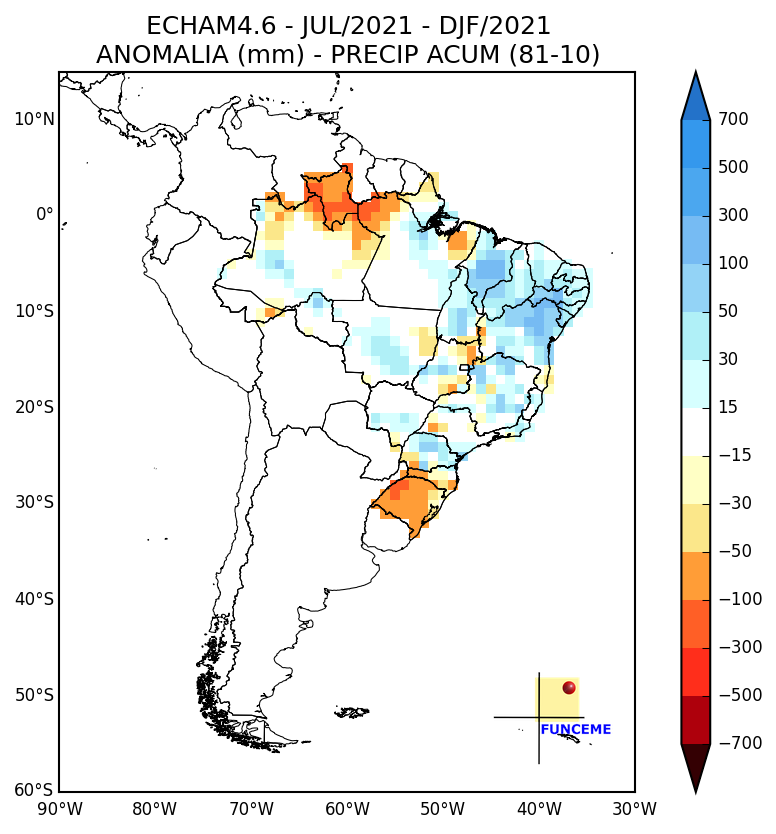 ECHAM4.6 - JUL/2021 - DJF/2021
ANOMALIA (mm) - PRECIP ACUM (81-10)
10°N
0°
10°S
20°S
30°S
40°S
50°S
60°S
90°W
80°W
70°W
60°W
50°W
40°W
30°W
700
500
300
100
50
30
15
−15
−30
−50
−100
−300
−500
−700
FUNCEME